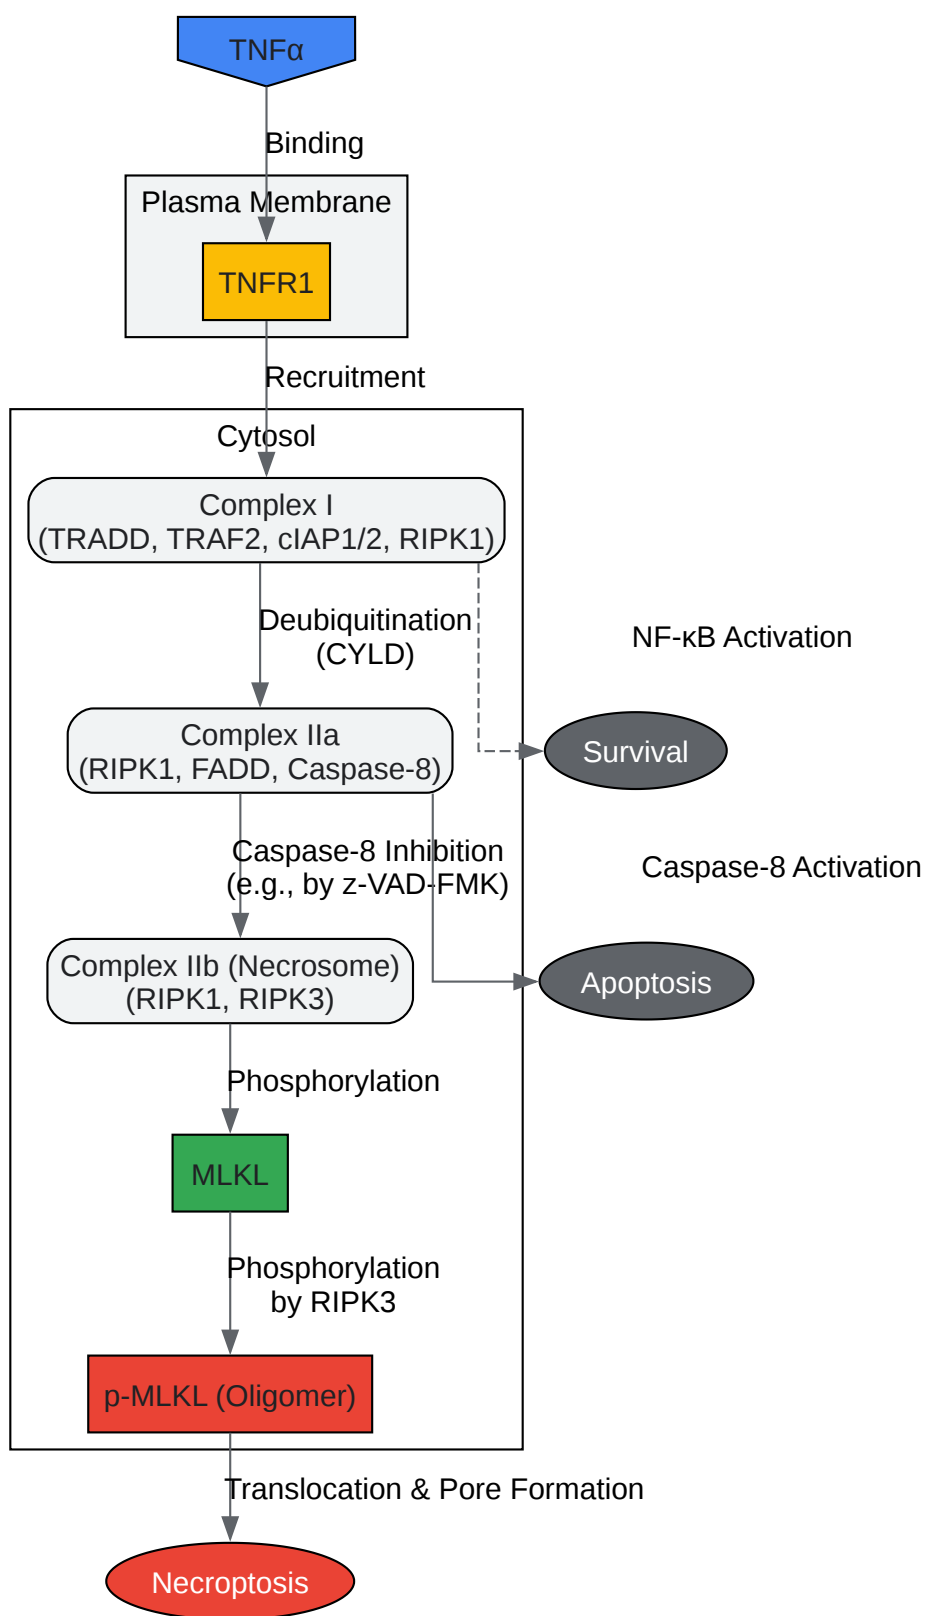 TNFα
Binding
Plasma Membrane
TNFR1
Recruitment
Cytosol
Complex I
(TRADD, TRAF2, cIAP1/2, RIPK1)
Deubiquitination
(CYLD)
NF-κB Activation
Complex IIa
(RIPK1, FADD, Caspase-8)
Survival
Caspase-8 Inhibition
(e.g., by z-VAD-FMK)
Caspase-8 Activation
Complex IIb (Necrosome)
(RIPK1, RIPK3)
Apoptosis
Phosphorylation
MLKL
Phosphorylation
by RIPK3
p-MLKL (Oligomer)
Translocation & Pore Formation
Necroptosis